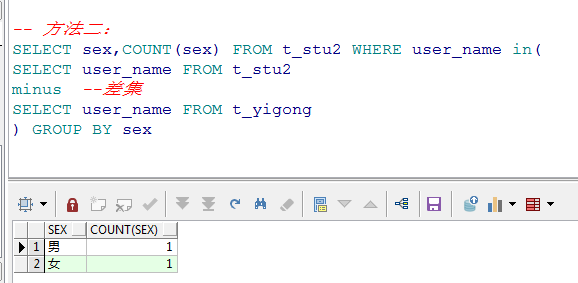 -- 方法二：
SELECT sex,COUNT(sex) FROM t_stu2 WHERE user_name in(
SELECT user_name FROM t_stu2
minus  --差集
SELECT user_name FROM t_yigong
) GROUP BY sex
SEX COUNT(SEX)
1 男 1
2 女 1